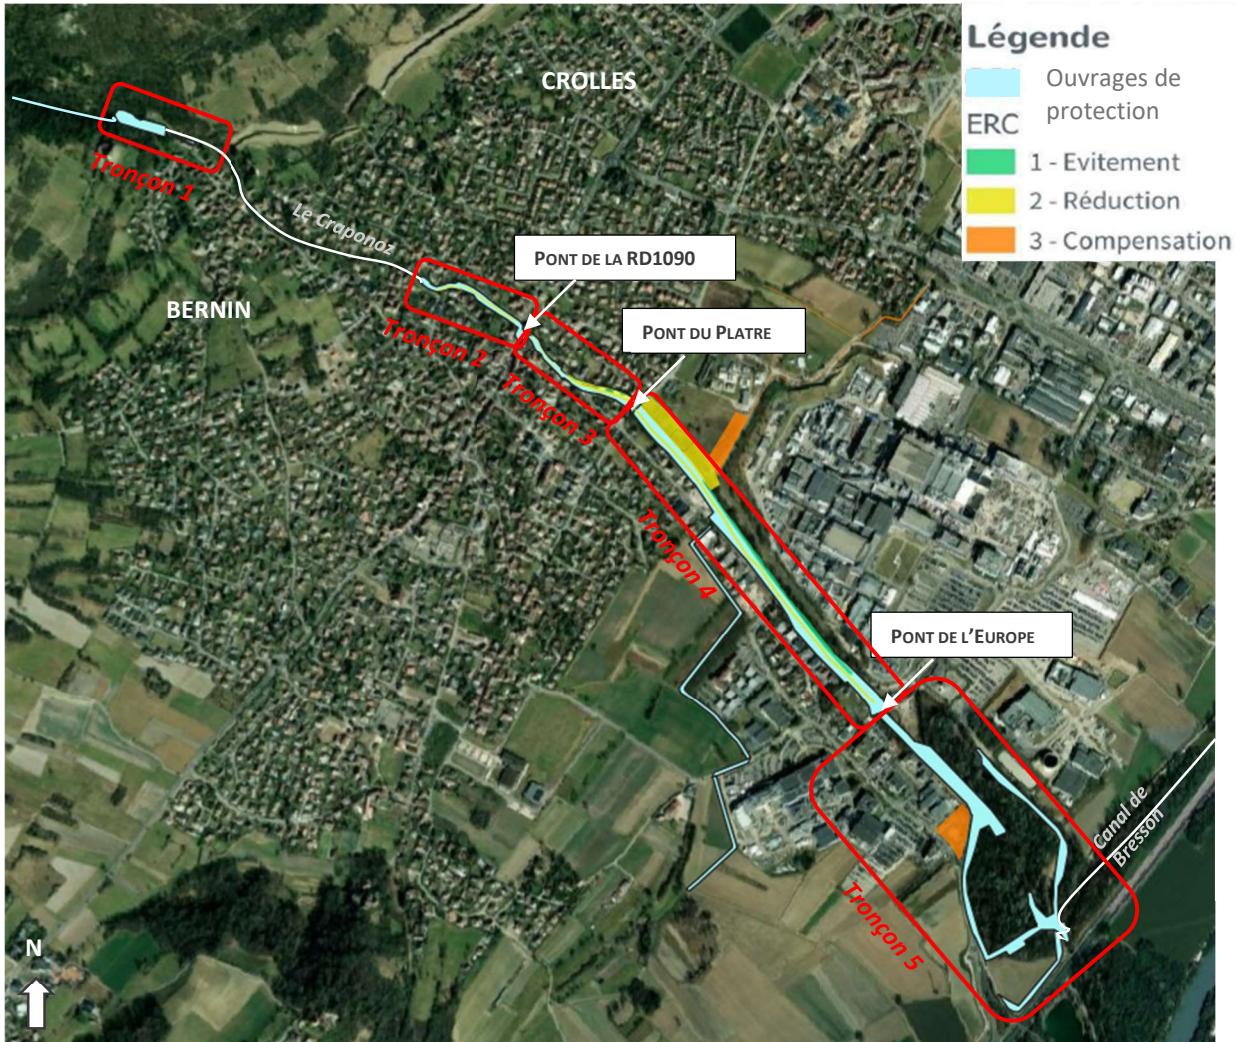 Légende
Ouvrages de
protection
ERC
1 - Evitement
2 - Réduction
3 - Compensation
CROLLES
Tronçon 1
Le Craponoz
PONT DE LA RD1090
BERNIN
PONT DU PLATRE
Tronçon 2
Tronçon 3
Tronçon 4
PONT DE L'EUROPE
Canal de
Bresson
Tronçon 5
N